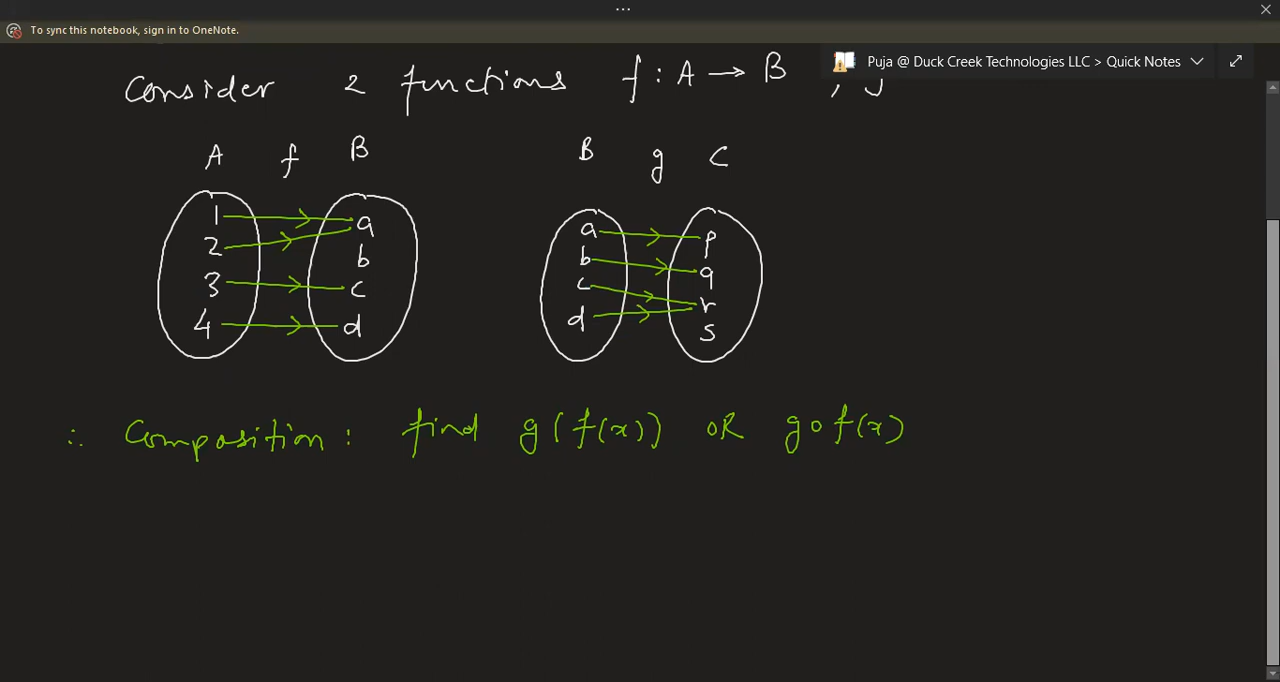 ...
To sync this notebook, sign in to OneNote.
Puja @ Duck Creek Technologies LLC > Quick Notes
Consider 2 functions f : A → B ,
A f B
B g C
1 a
2 b
3 c
4 d
a p
b q
c r
d s
∴ Composition : find g(f(x)) OR gof(x)